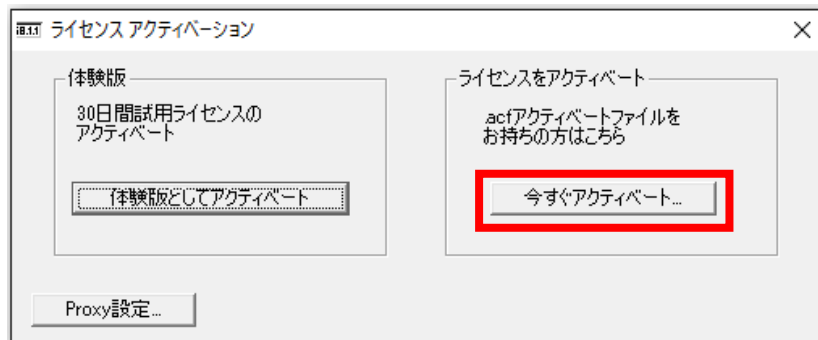 i8.1.1 ライセンス アクティベーション
体験版
30日間試用ライセンスの
アクティベート
体験版としてアクティベート
ライセンスをアクティベート
.acfアクティベートファイルを
お持ちの方はこちら
今すぐアクティベート...
Proxy設定...